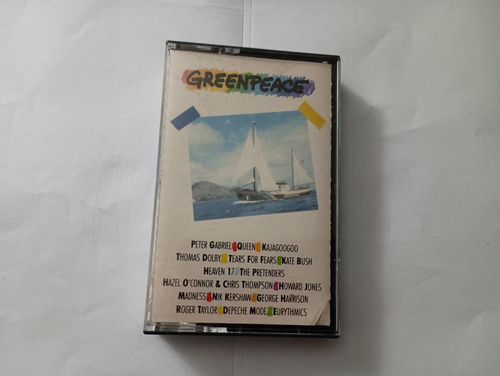 GREENPEACE
PETER GABRIEL QUEEN KAJAGOOGOO
THOMAS DOLBY TEARS FOR FEARS KATE BUSH
HEAVEN 17 THE PRETENDERS
HAZEL O'CONNOR & CHRIS THOMPSON HOWARD JONES
MADNESS NIK KERSHAW GEORGE HARRISON
ROGER TAYLOR DEPECHE MODE EURYTHMICS